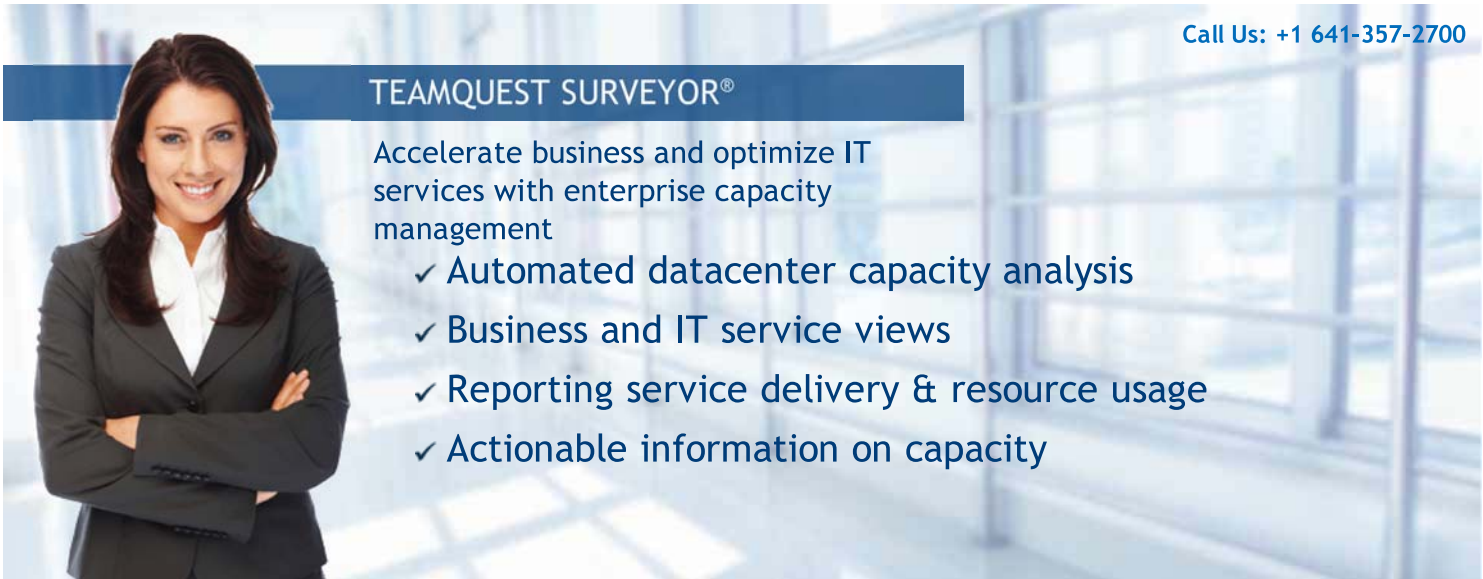 Call Us: +1 641-357-2700
TEAMQUEST SURVEYOR®
Accelerate business and optimize IT
services with enterprise capacity
management
✓ Automated datacenter capacity analysis
✓ Business and IT service views
✓ Reporting service delivery & resource usage
✓ Actionable information on capacity